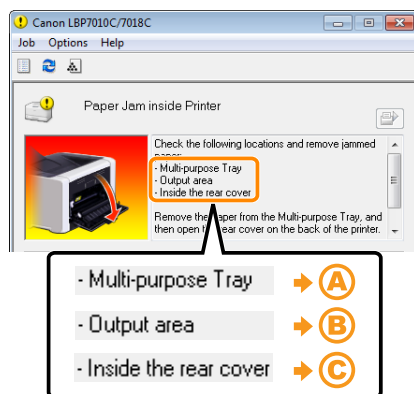 Canon LBP7010C/7018C
Job Options Help
Paper Jam inside Printer
Check the following locations and remove jammed
paper.
- Multi-purpose Tray
- Output area
- Inside the rear cover
Remove the paper from the Multi-purpose Tray, and
then open the rear cover on the back of the printer.
- Multi-purpose Tray A
- Output area B
- Inside the rear cover C